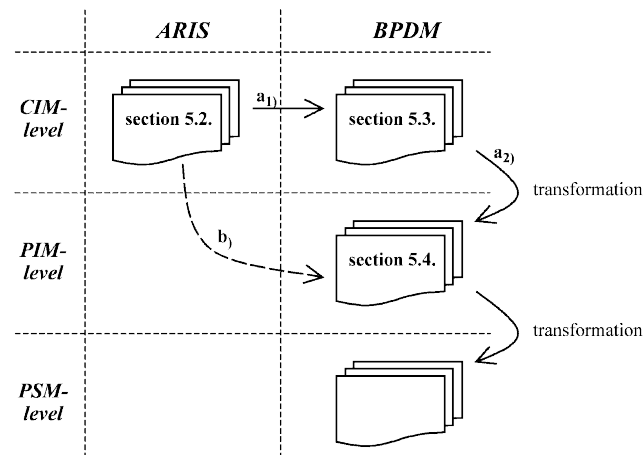 ARIS
BPDM
CIM-
level
section 5.2.
a1)
section 5.3.
a2)
transformation
PIM-
level
b)
section 5.4.
transformation
PSM-
level